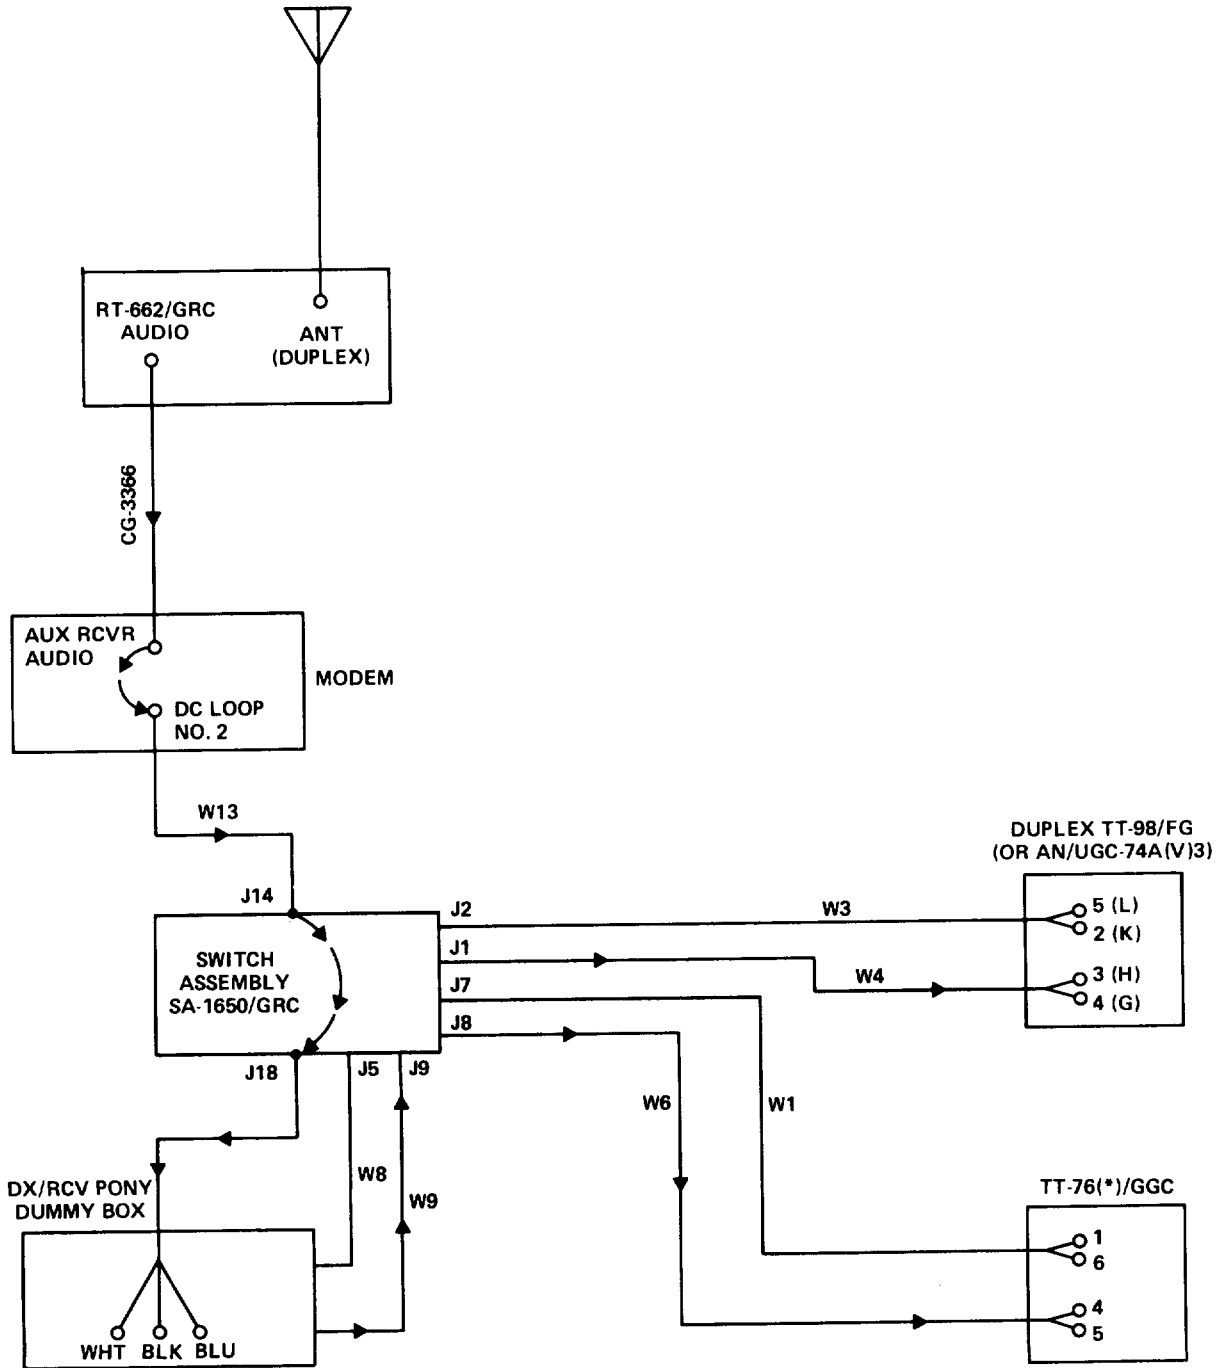 RT-662/GRC
AUDIO
ANT
(DUPLEX)
CG-3366
AUX RCVR
AUDIO
MODEM
DC LOOP
NO. 2
W13
DUPLEX TT-98/FG
(OR AN/UGC-74A(V)3)
J14
J2
W3
5 (L)
2 (K)
SWITCH
ASSEMBLY
SA-1650/GRC
J1
W4
3 (H)
4 (G)
J7
J8
J18
J5
J9
W6
W1
W8
W9
DX/RCV PONY
DUMMY BOX
TT-76(*)/GGC
1
6
4
5
WHT BLK BLU